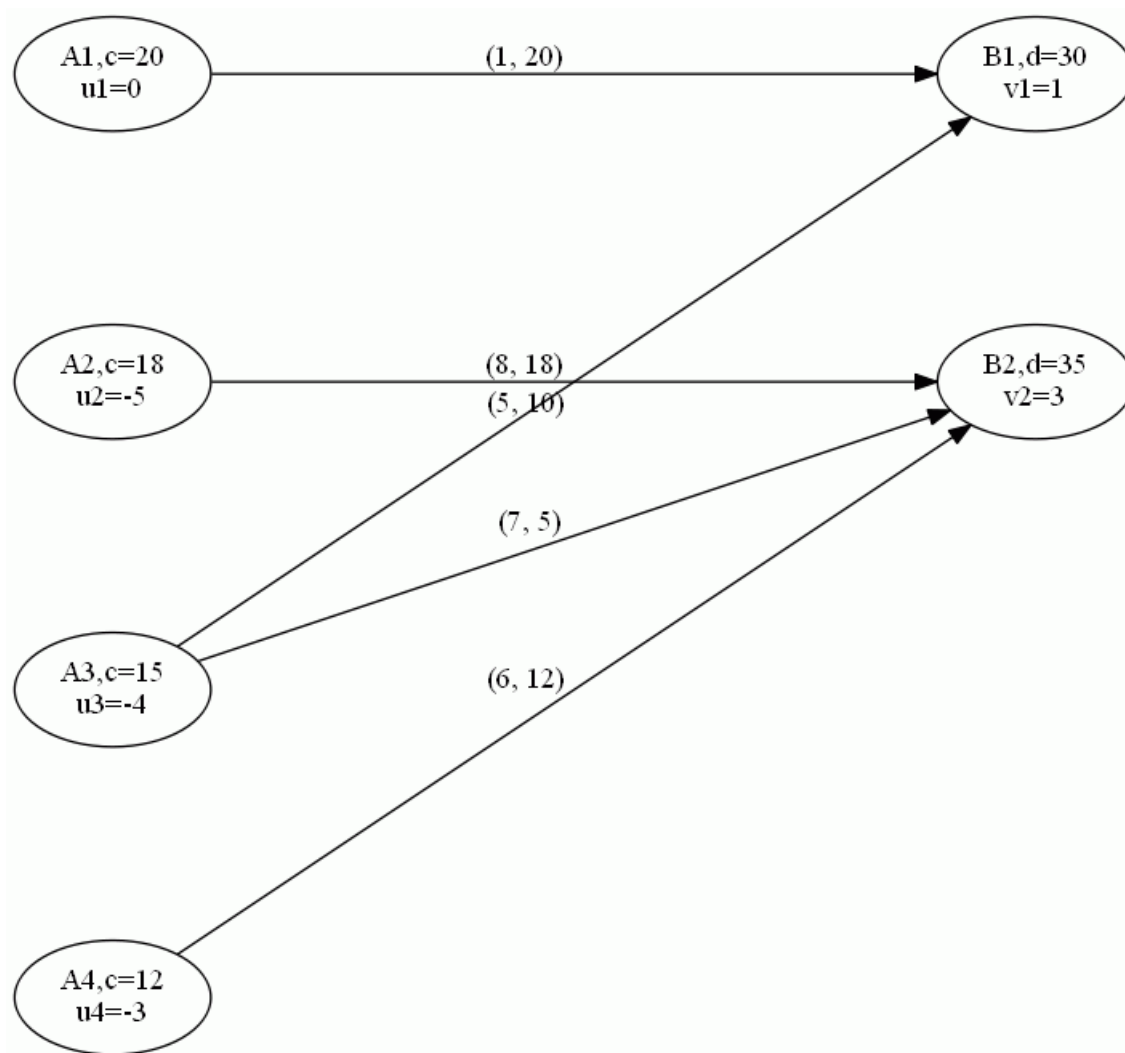 A1,c=20
u1=0
(1, 20)
B1,d=30
v1=1
A2,c=18
u2=-5
(8, 18)
(5, 10)
B2,d=35
v2=3
(7, 5)
A3,c=15
u3=-4
(6, 12)
A4,c=12
u4=-3